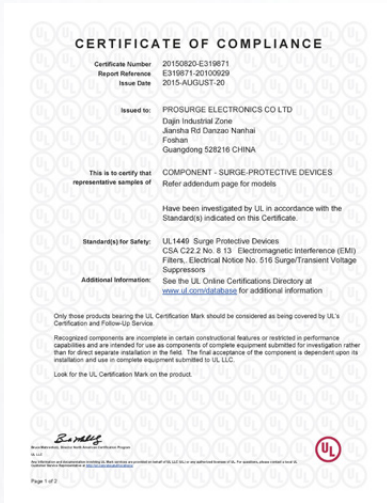 CERTIFICATE OF COMPLIANCE
Certificate Number 20150820-E319871
Report Reference E319871-20100929
Issue Date 2015-AUGUST-20
Issued to: PROSURGE ELECTRONICS CO LTD
Dajin Industrial Zone
Jiansha Rd Danzao Nanhai
Foshan
Guangdong 528216 CHINA
This is to certify that COMPONENT - SURGE-PROTECTIVE DEVICES
representative samples of Refer addendum page for models
Have been investigated by UL in accordance with the
Standard(s) indicated on this Certificate.
Standard(s) for Safety: UL1449 Surge Protective Devices
CSA C22.2 No. 8 13 Electromagnetic Interference (EMI)
Filters,. Electrical Notice No. 516 Surge/Transient Voltage
Suppressors
Additional Information: See the UL Online Certifications Directory at
www.ul.com/database for additional information
Only those products bearing the UL Certification Mark should be considered as being covered by UL's
Certification and Follow-Up Service
Recognized components are incomplete in certain constructional features or restricted in performance
capabilities and are intended for use as components of complete equipment submitted for investigation rather
than for direct separate installation in the field. The final acceptance of the component is dependent upon its
installation and use in complete equipment submitted to UL LLC.
Look for the UL Certification Mark on the product.
UL LLC
UL
Page 1 of 2